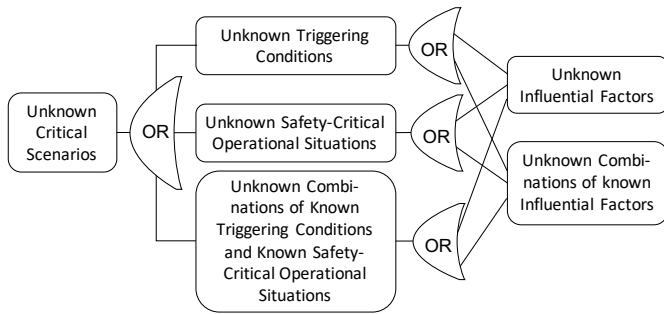 Unknown Triggering
Conditions
OR
Unknown
Influential Factors
Unknown
Critical
Scenarios
OR
Unknown Safety-Critical
Operational Situations
OR
Unknown Combi-
nations of known
Influential Factors
Unknown Combi-
nations of Known
Triggering Conditions
and Known Safety-
Critical Operational
Situations
OR